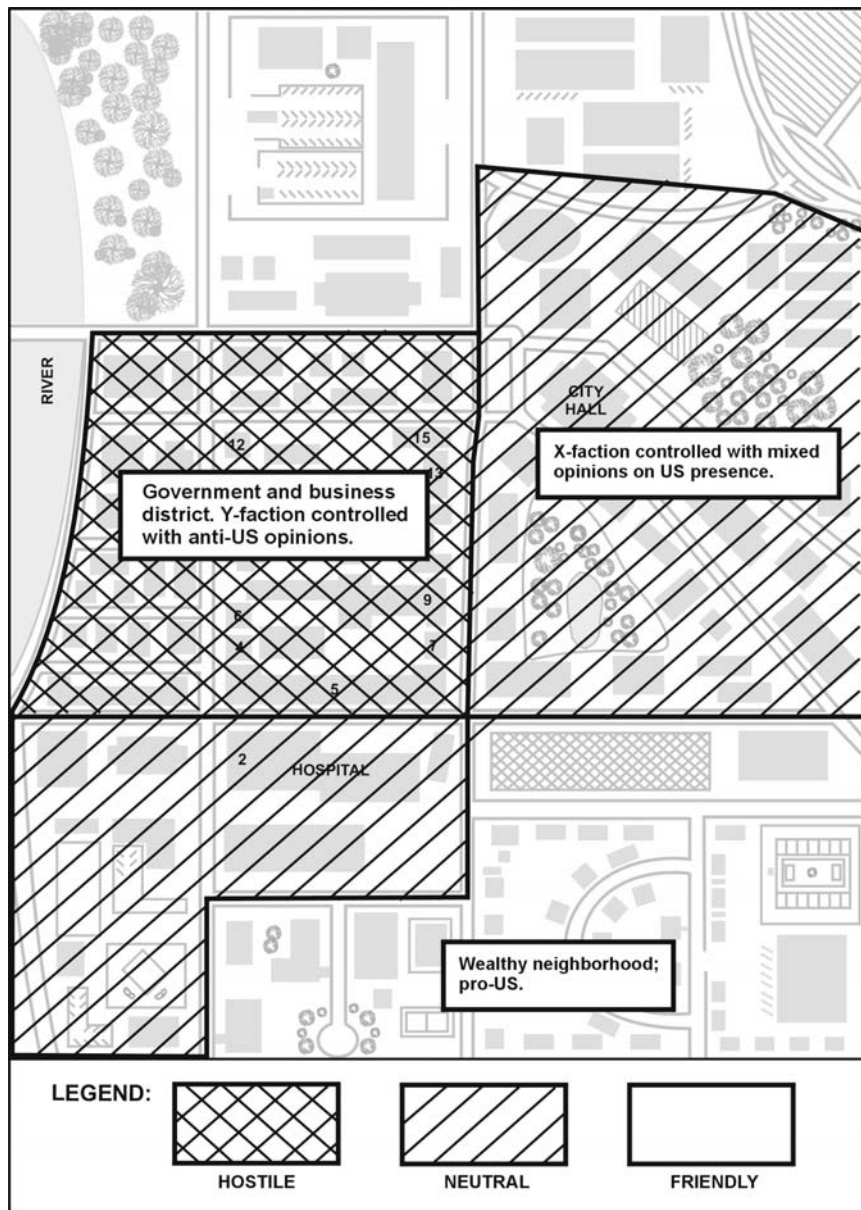 RIVER
CITY
HALL
12
15
13
X-faction controlled with mixed
opinions on US presence.
Government and business
district. Y-faction controlled
with anti-US opinions.
9
6
4
7
5
2
HOSPITAL
Wealthy neighborhood;
pro-US.
LEGEND:
HOSTILE
NEUTRAL
FRIENDLY